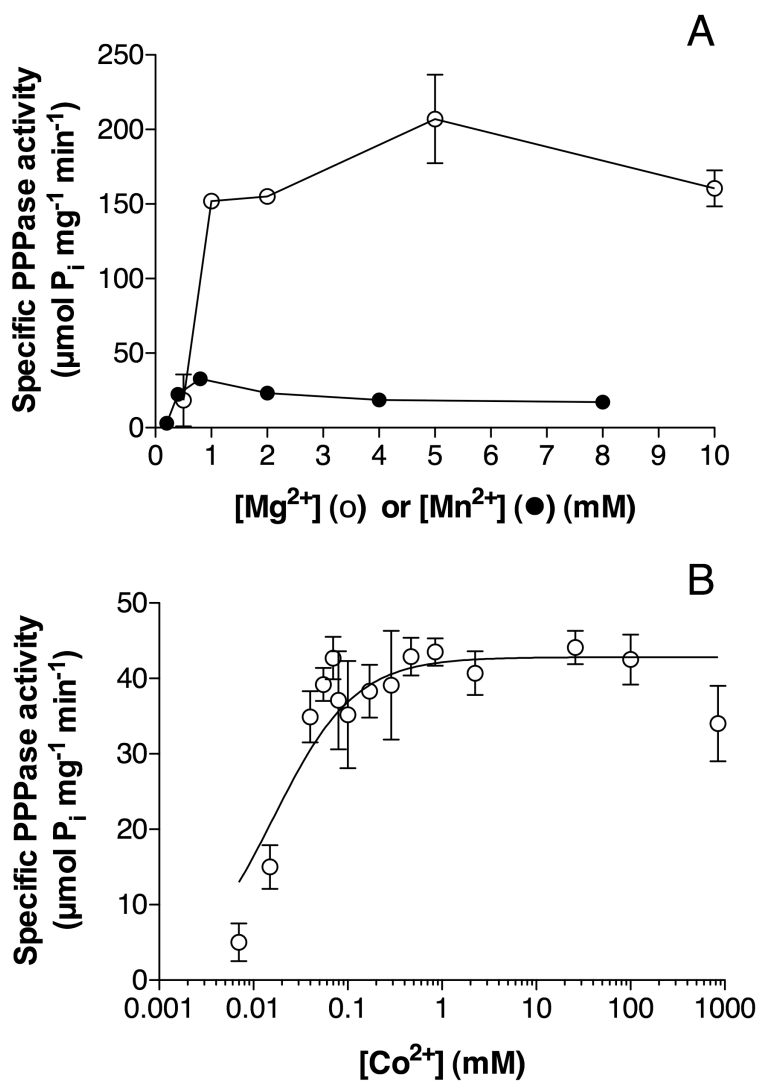 A
Specific PPPase activity
(µmol Pi mg-1 min-1)
250
200
150
100
50
0
0 1 2 3 4 5 6 7 8 9 10
[Mg2+] (o) or [Mn2+] (●) (mM)
B
Specific PPPase activity
(µmol Pi mg-1 min-1)
50
40
30
20
10
0
0.001 0.01 0.1 1 10 100 1000
[Co2+] (mM)